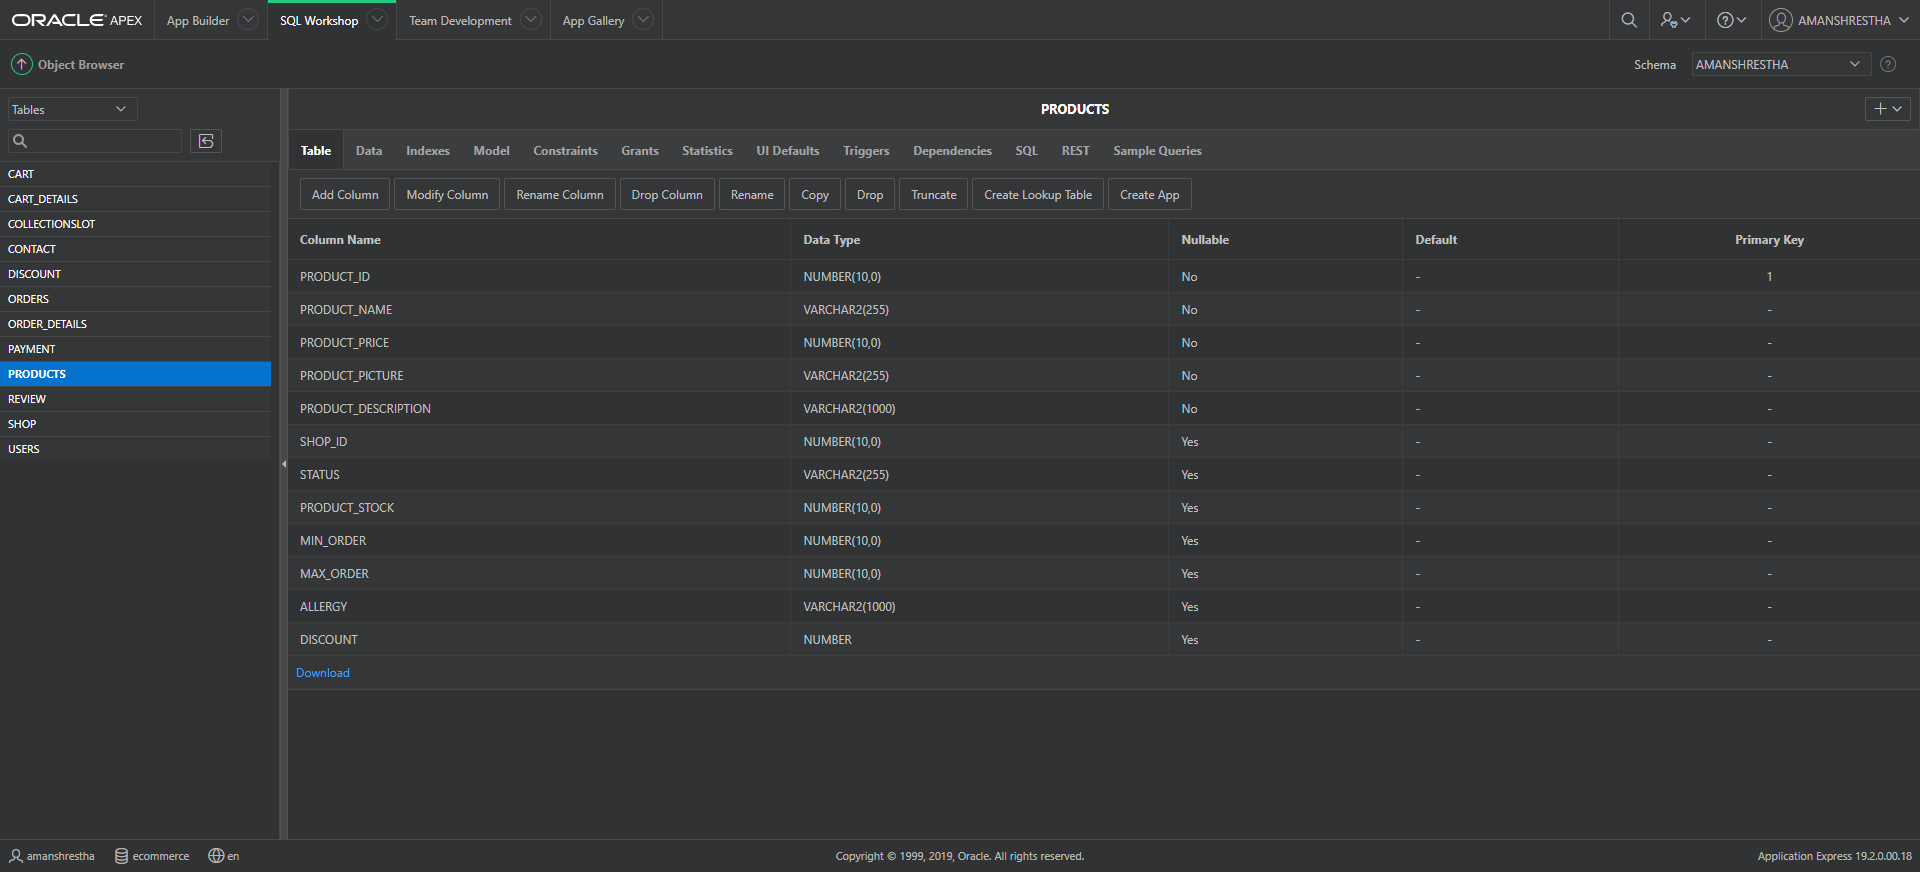 ORACLE APEX App Builder SQL Workshop Team Development App Gallery AMANSHRESTHA
Object Browser Schema AMANSHRESTHA
Tables
PRODUCTS
Table Data Indexes Model Constraints Grants Statistics UI Defaults Triggers Dependencies SQL REST Sample Queries
Add Column Modify Column Rename Column Drop Column Rename Copy Drop Truncate Create Lookup Table Create App
CART
CART_DETAILS
COLLECTIONSLOT
CONTACT
DISCOUNT
ORDERS
ORDER_DETAILS
PAYMENT
PRODUCTS
REVIEW
SHOP
USERS
Column Name Data Type Nullable Default Primary Key
PRODUCT_ID NUMBER(10,0) No - 1
PRODUCT_NAME VARCHAR2(255) No - -
PRODUCT_PRICE NUMBER(10,0) No - -
PRODUCT_PICTURE VARCHAR2(255) No - -
PRODUCT_DESCRIPTION VARCHAR2(1000) No - -
SHOP_ID NUMBER(10,0) Yes - -
STATUS VARCHAR2(255) Yes - -
PRODUCT_STOCK NUMBER(10,0) Yes - -
MIN_ORDER NUMBER(10,0) Yes - -
MAX_ORDER NUMBER(10,0) Yes - -
ALLERGY VARCHAR2(1000) Yes - -
DISCOUNT NUMBER Yes - -
Download
amanshrestha ecommerce en Copyright © 1999, 2019, Oracle. All rights reserved. Application Express 19.2.0.00.18